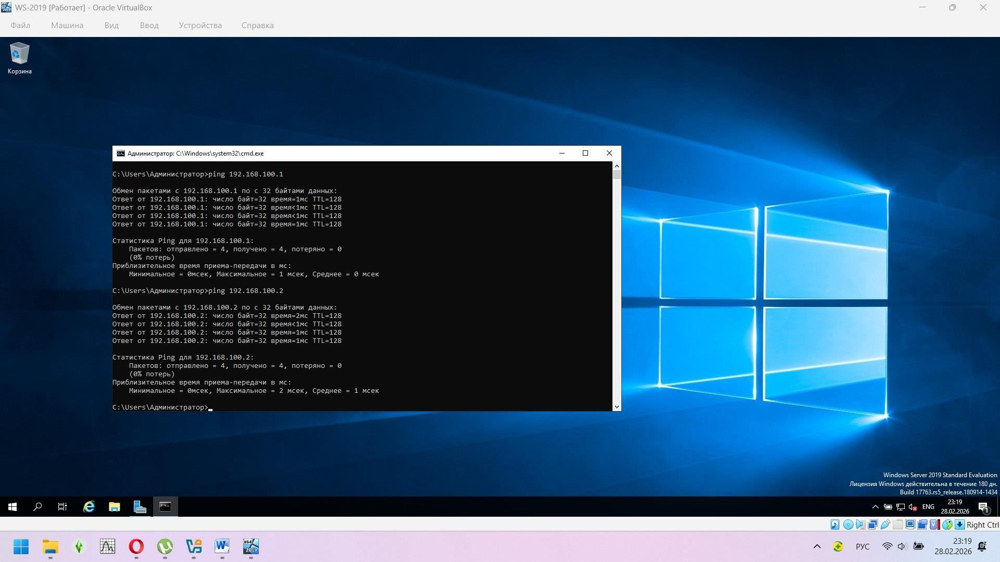 WS-2019 [Работает] - Oracle VirtualBox
Файл Машина Вид Ввод Устройства Справка
Корзина
Администратор: C:\Windows\system32\cmd.exe
C:\Users\Администратор>ping 192.168.100.1
Обмен пакетами с 192.168.100.1 по с 32 байтами данных:
Ответ от 192.168.100.1: число байт=32 время=1мс TTL=128
Ответ от 192.168.100.1: число байт=32 время<1мс TTL=128
Ответ от 192.168.100.1: число байт=32 время<1мс TTL=128
Ответ от 192.168.100.1: число байт=32 время=1мс TTL=128
Статистика Ping для 192.168.100.1:
Пакетов: отправлено = 4, получено = 4, потеряно = 0
(0% потерь)
Приблизительное время приема-передачи в мс:
Минимальное = 0мсек, Максимальное = 1 мсек, Среднее = 0 мсек
C:\Users\Администратор>ping 192.168.100.2
Обмен пакетами с 192.168.100.2 по с 32 байтами данных:
Ответ от 192.168.100.2: число байт=32 время=2мс TTL=128
Ответ от 192.168.100.2: число байт=32 время<1мс TTL=128
Ответ от 192.168.100.2: число байт=32 время=1мс TTL=128
Ответ от 192.168.100.2: число байт=32 время=1мс TTL=128
Статистика Ping для 192.168.100.2:
Пакетов: отправлено = 4, получено = 4, потеряно = 0
(0% потерь)
Приблизительное время приема-передачи в мс:
Минимальное = 0мсек, Максимальное = 2 мсек, Среднее = 1 мсек
C:\Users\Администратор>
Windows Server 2019 Standard Evaluation
Лицензия Windows действительна в течение 180 дн.
Build 17763.rs5_release.180914-1434
ENG
23:19
28.02.2026
1
Right Ctrl
x64
2019
РУС
23:19
28.02.2026